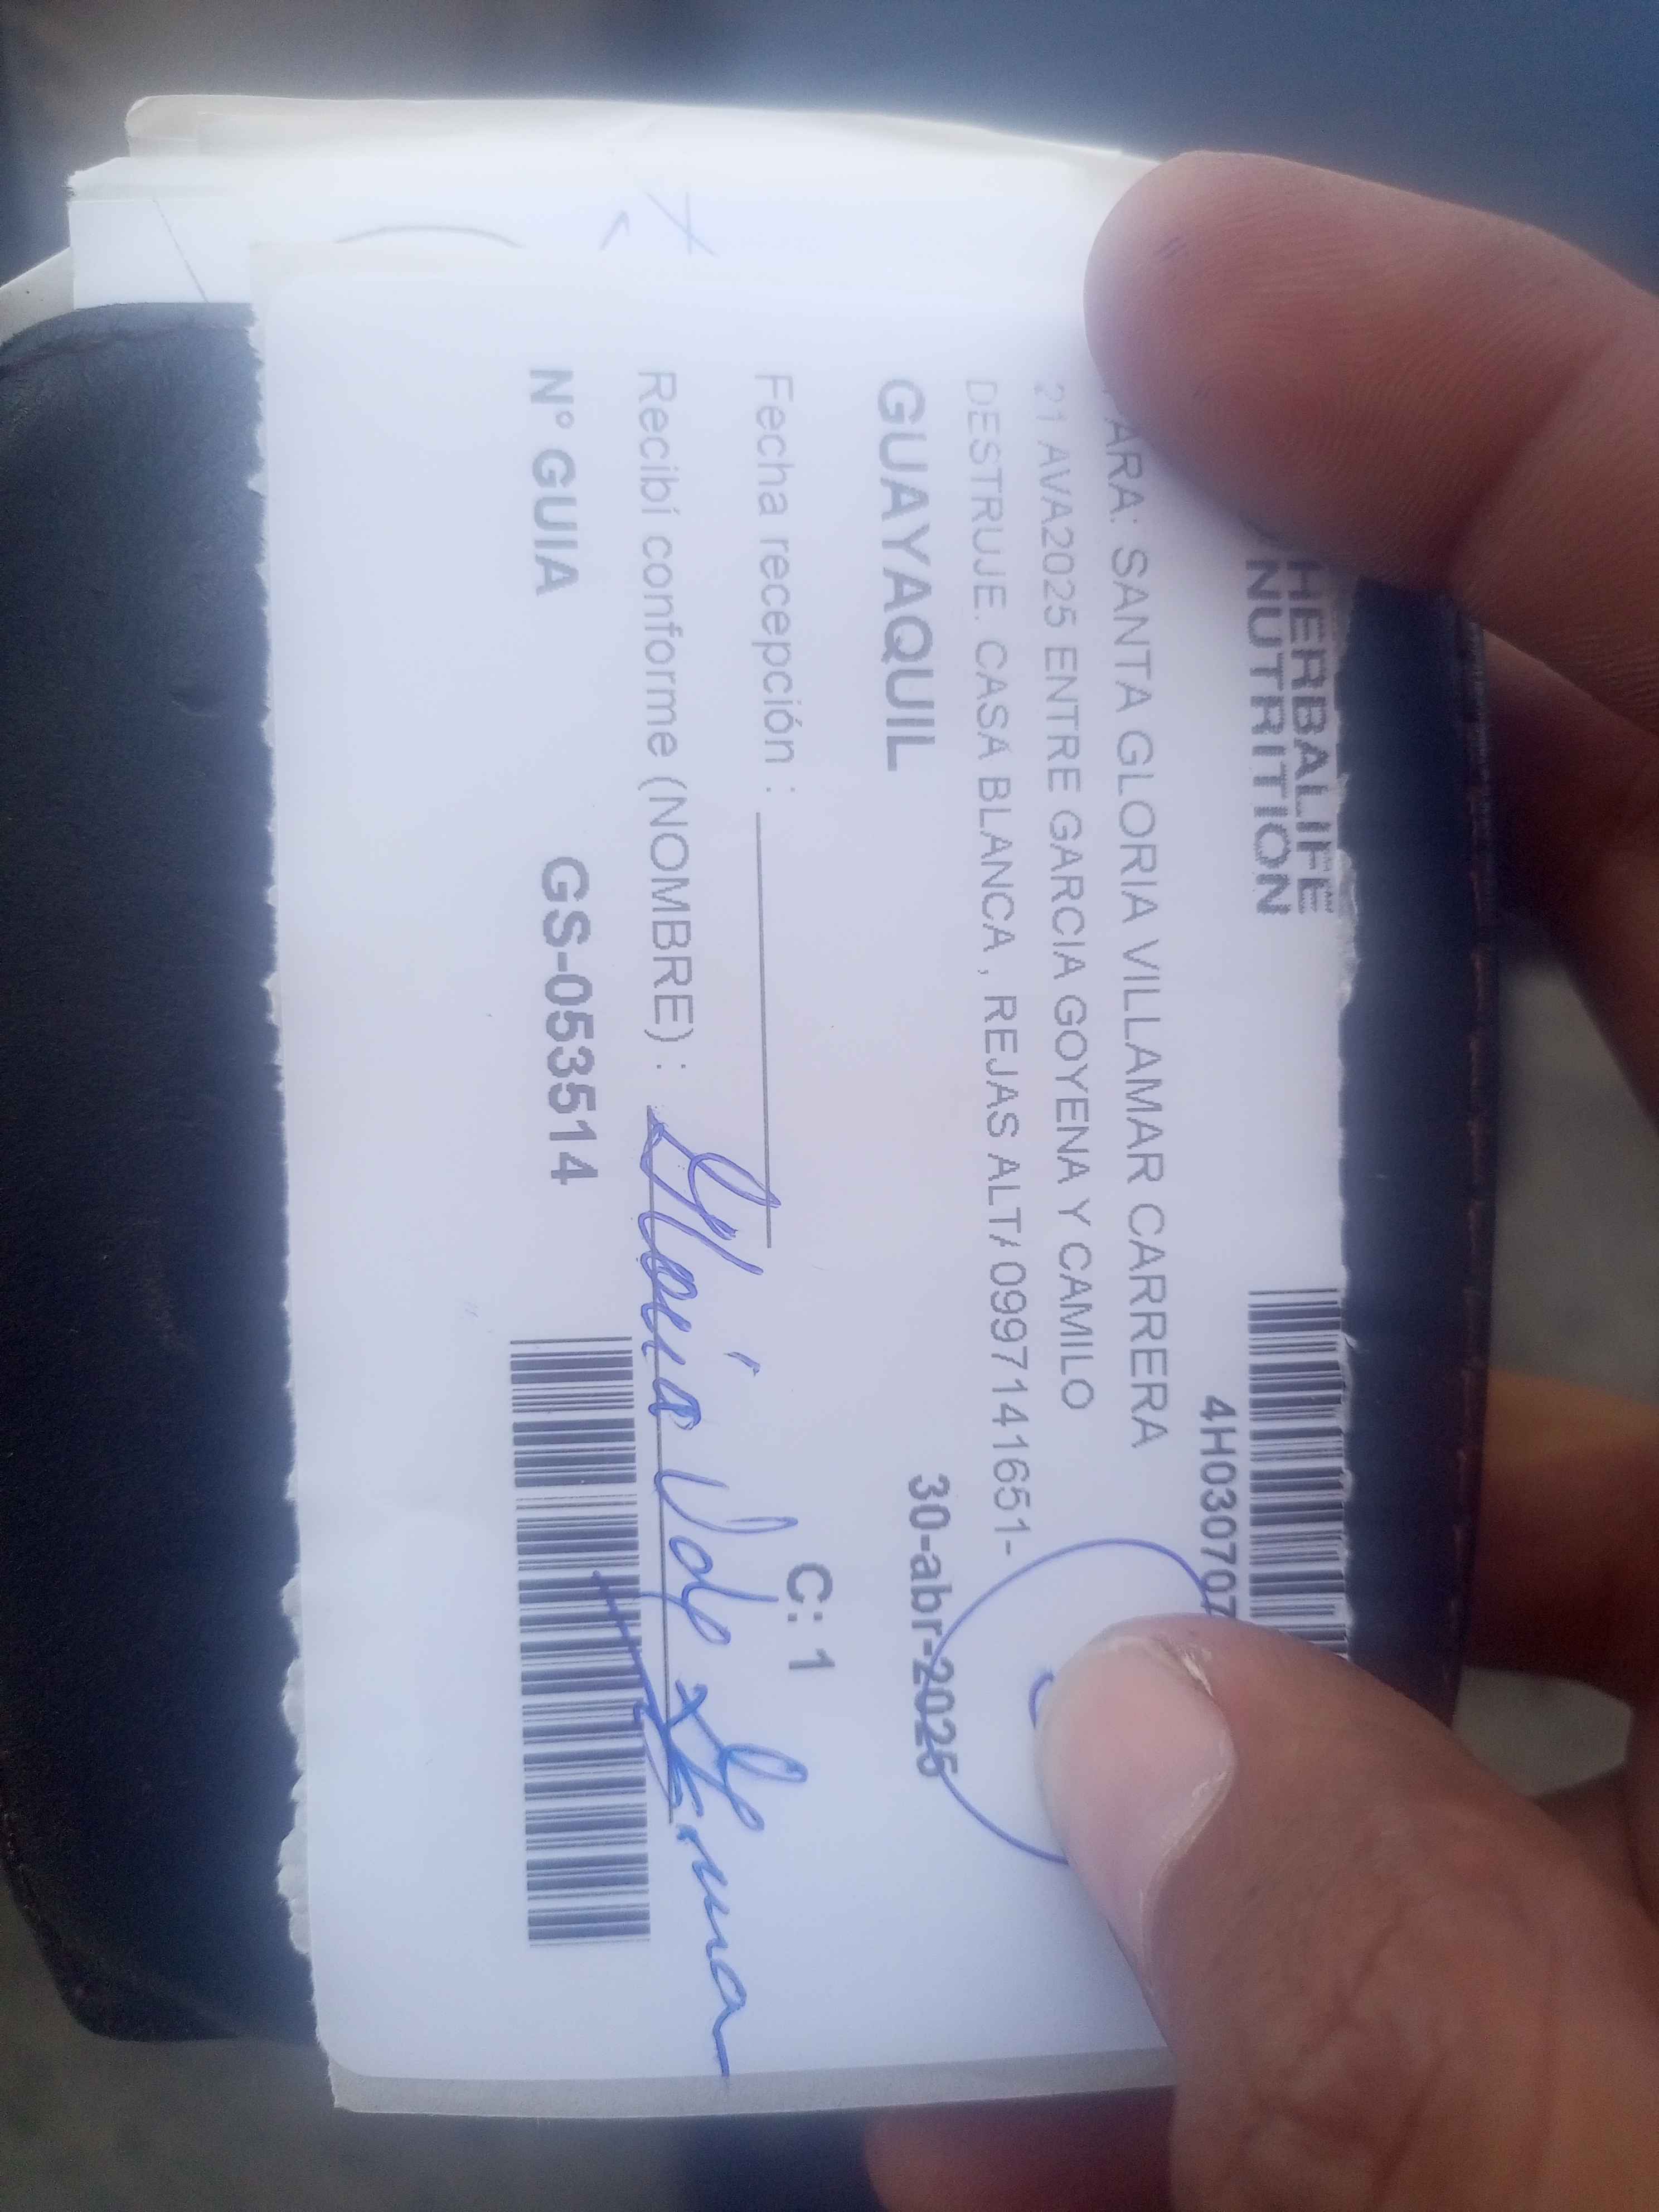 HERBALIFE
NUTRITION
4H030707
ARA: SANTA GLORIA VILLAMAR CARRERA
21 AVA2025 ENTRE GARCIA GOYENA Y CAMILO
DESTRUJE. CASA BLANCA , REJAS ALT/ 0997141651-
GUAYAQUIL
30-abr-2025
Fecha recepción :
C: 1
Recibí conforme (NOMBRE) : Gloria
N° GUIA
GS-053514